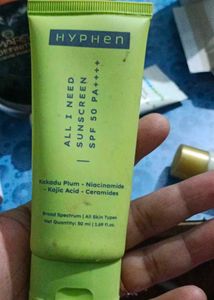 HYPHEN
ALL I NEED
SUNSCREEN
SPF 50 PA++++
Kakadu Plum - Niacinamide
- Kojic Acid - Ceramides
Broad Spectrum | All Skin Types
Net Quantity: 50 ml | 1.69 fl.oz.